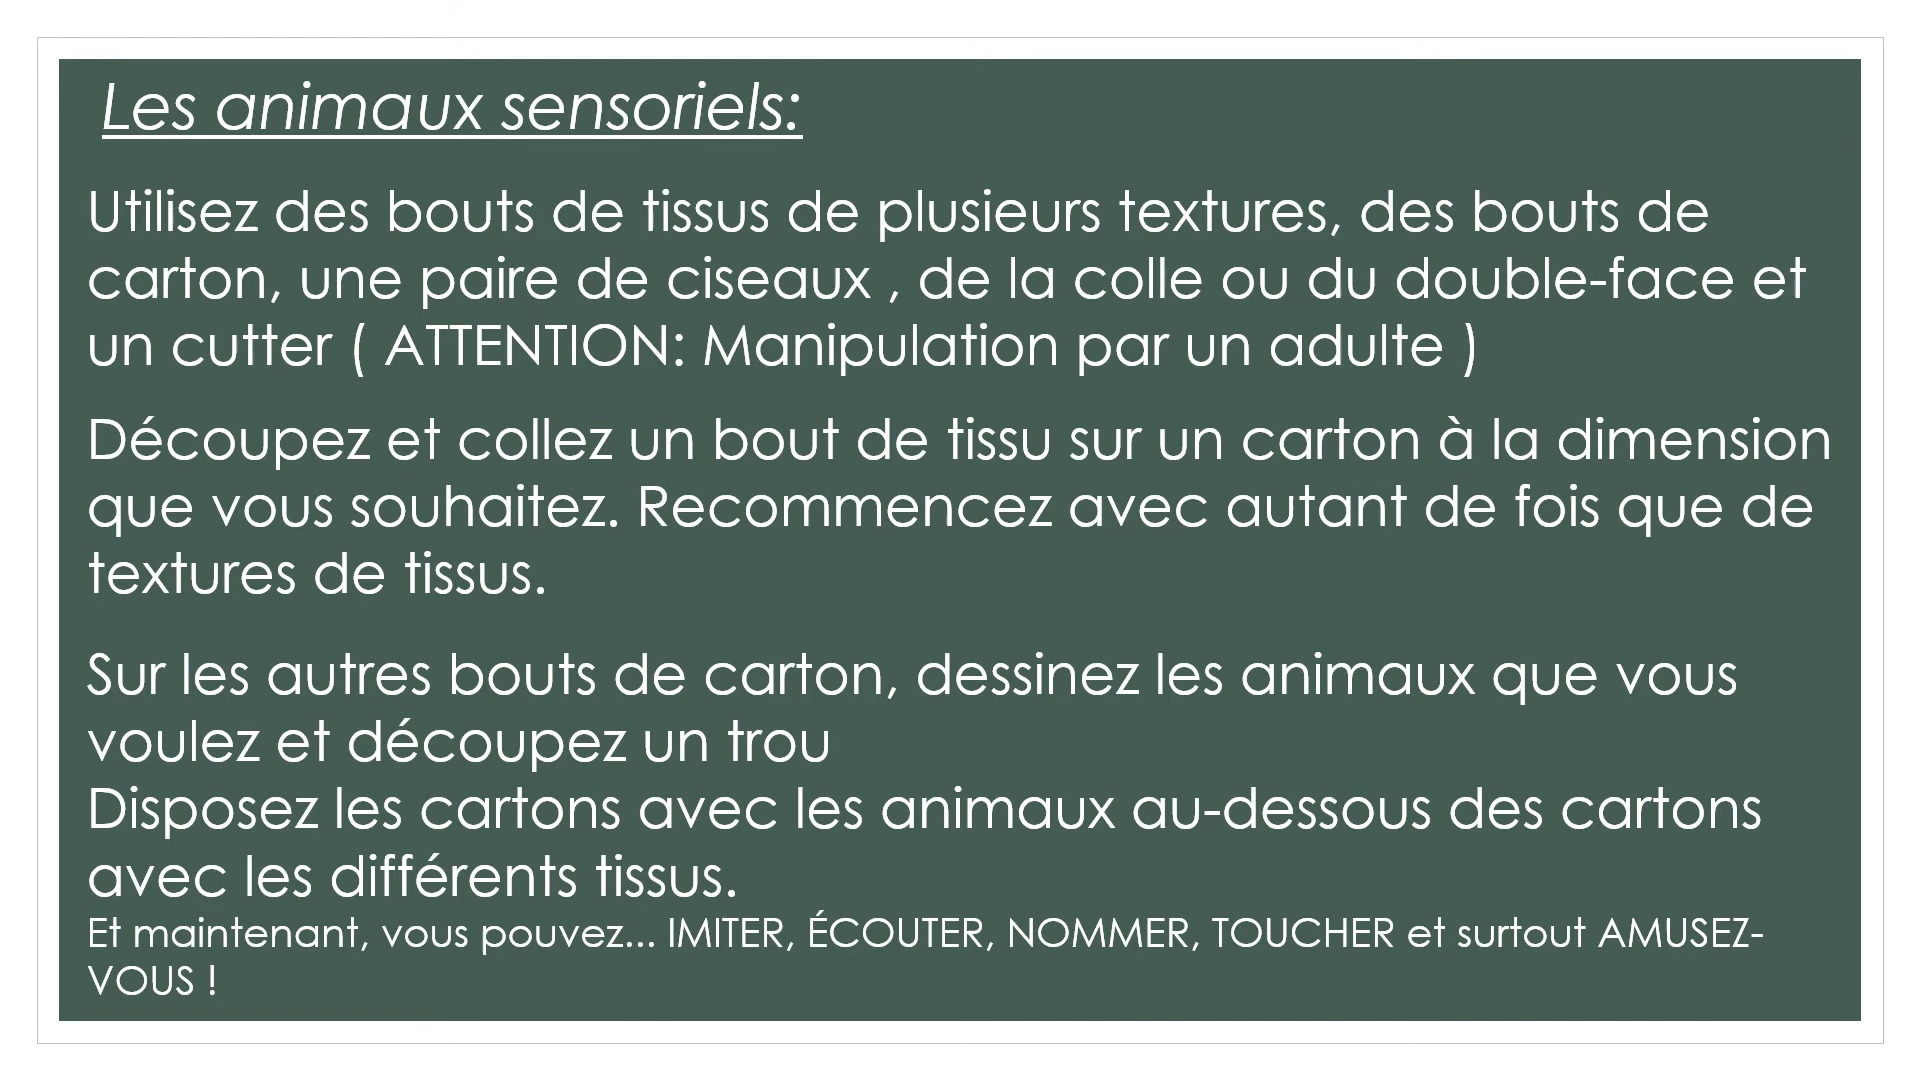 Les animaux sensoriels:
Utilisez des bouts de tissus de plusieurs textures, des bouts de
carton, une paire de ciseaux , de la colle ou du double-face et
un cutter ( ATTENTION: Manipulation par un adulte )
Découpez et collez un bout de tissu sur un carton à la dimension
que vous souhaitez. Recommencez avec autant de fois que de
textures de tissus.
Sur les autres bouts de carton, dessinez les animaux que vous
voulez et découpez un trou
Disposez les cartons avec les animaux au-dessous des cartons
avec les différents tissus.
Et maintenant, vous pouvez... IMITER, ÉCOUTER, NOMMER, TOUCHER et surtout AMUSEZ-
VOUS !